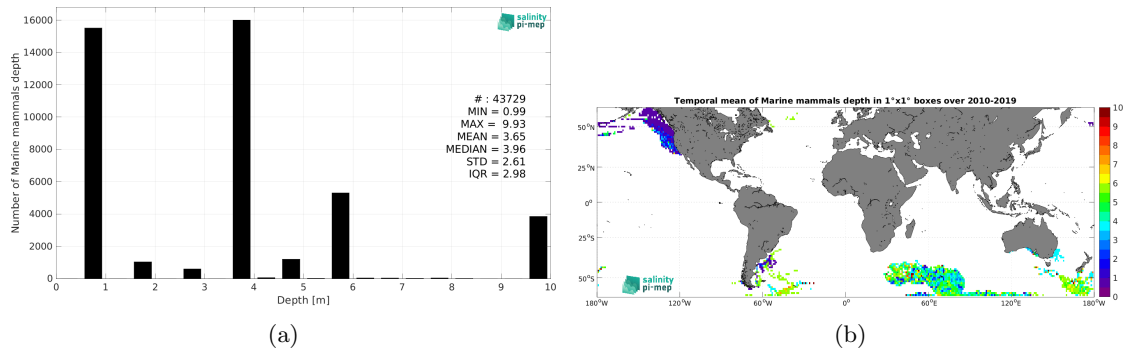 16000
14000
12000
10000
8000
6000
4000
2000
0
Number of Marine mammals depth
salinity
pi-mep
# : 43729
MIN = 0.99
MAX = 9.93
MEAN = 3.65
MEDIAN = 3.96
STD = 2.61
IQR = 2.98
0 1 2 3 4 5 6 7 8 9 10
Depth [m]
(a)
Temporal mean of Marine mammals depth in 1°x1° boxes over 2010-2019
50°N
25°N
0°
25°S
50°S
salinity
pi-mep
180°W 120°W 60°W 0° 60°E 120°E 180°W
10
9
8
7
6
5
4
3
2
1
0
(b)